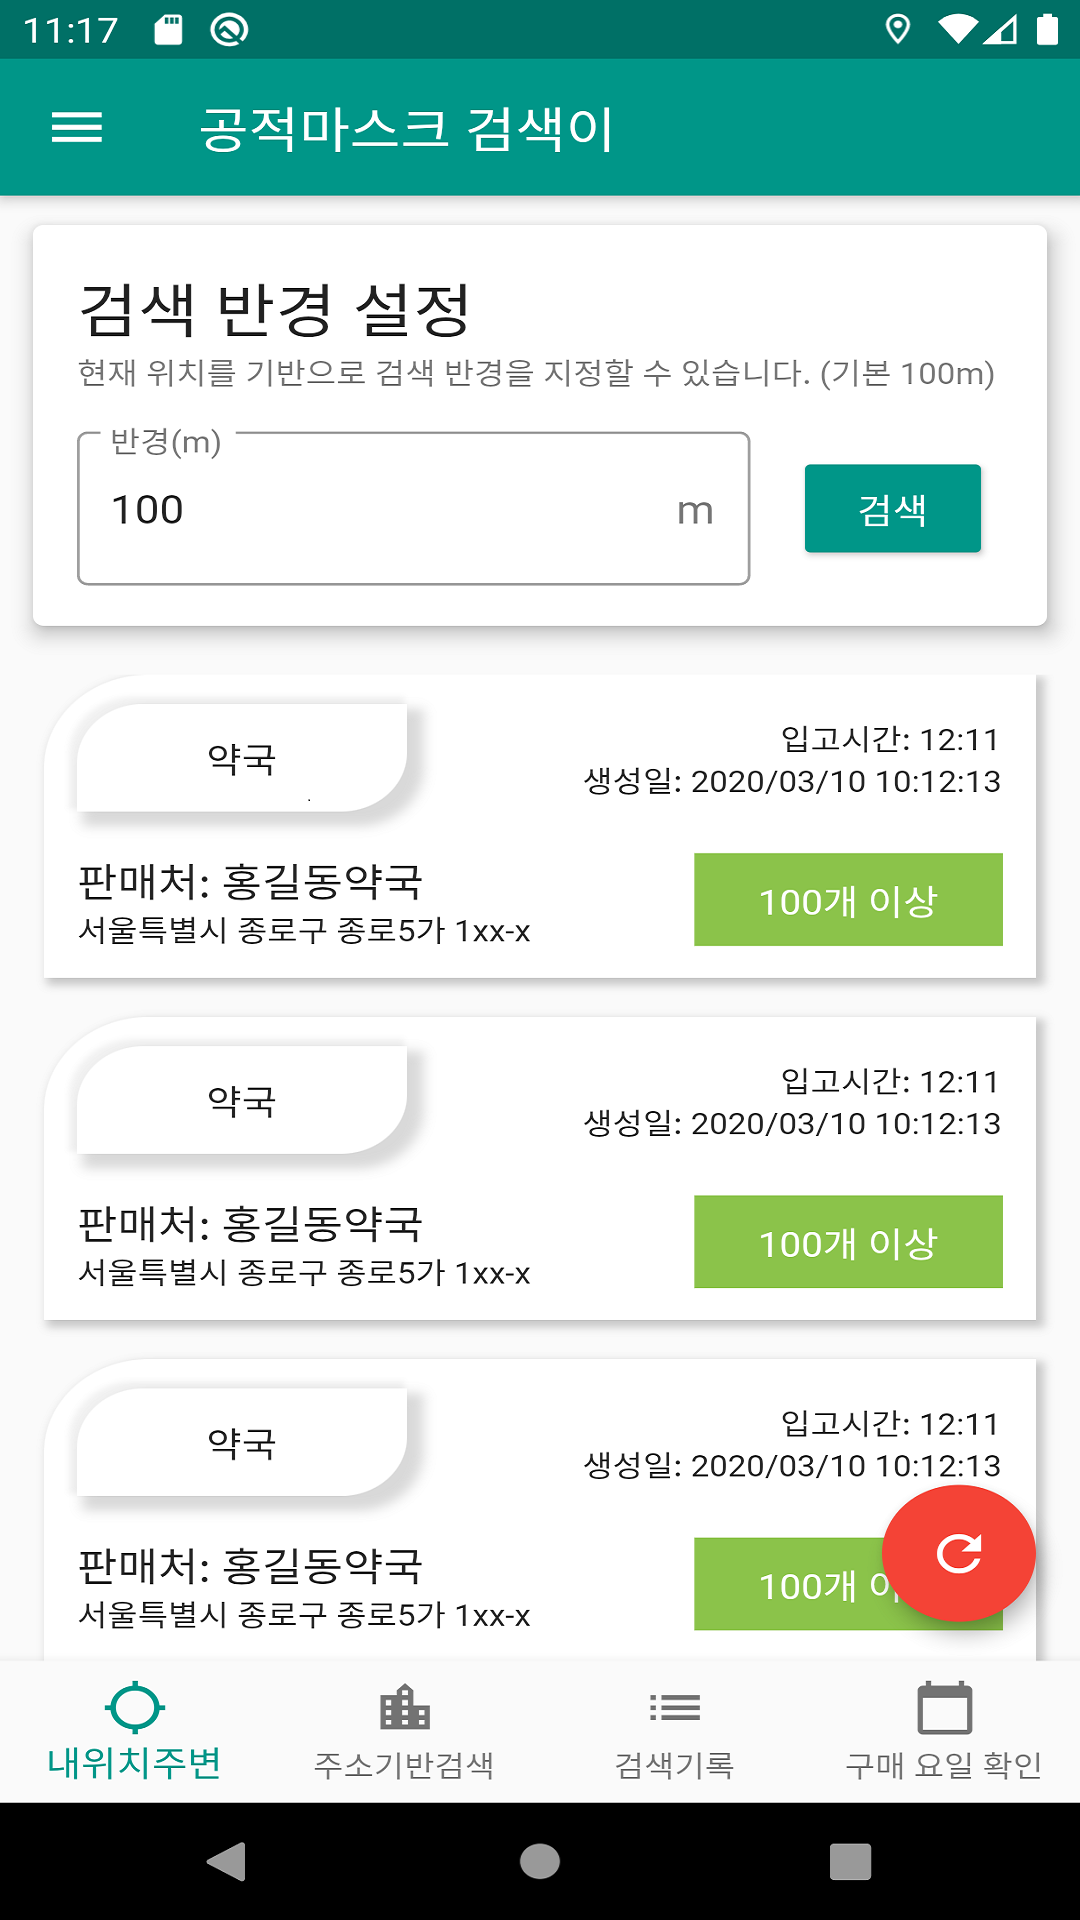 11:17
공적마스크 검색이
검색 반경 설정
현재 위치를 기반으로 검색 반경을 지정할 수 있습니다. (기본 100m)
반경(m)
100 m
검색
약국
입고시간: 12:11
생성일: 2020/03/10 10:12:13
판매처: 홍길동약국
서울특별시 종로구 종로5가 1xx-x
100개 이상
약국
입고시간: 12:11
생성일: 2020/03/10 10:12:13
판매처: 홍길동약국
서울특별시 종로구 종로5가 1xx-x
100개 이상
약국
입고시간: 12:11
생성일: 2020/03/10 10:12:13
판매처: 홍길동약국
서울특별시 종로구 종로5가 1xx-x
100개
내위치주변
주소기반검색
검색기록
구매 요일 확인